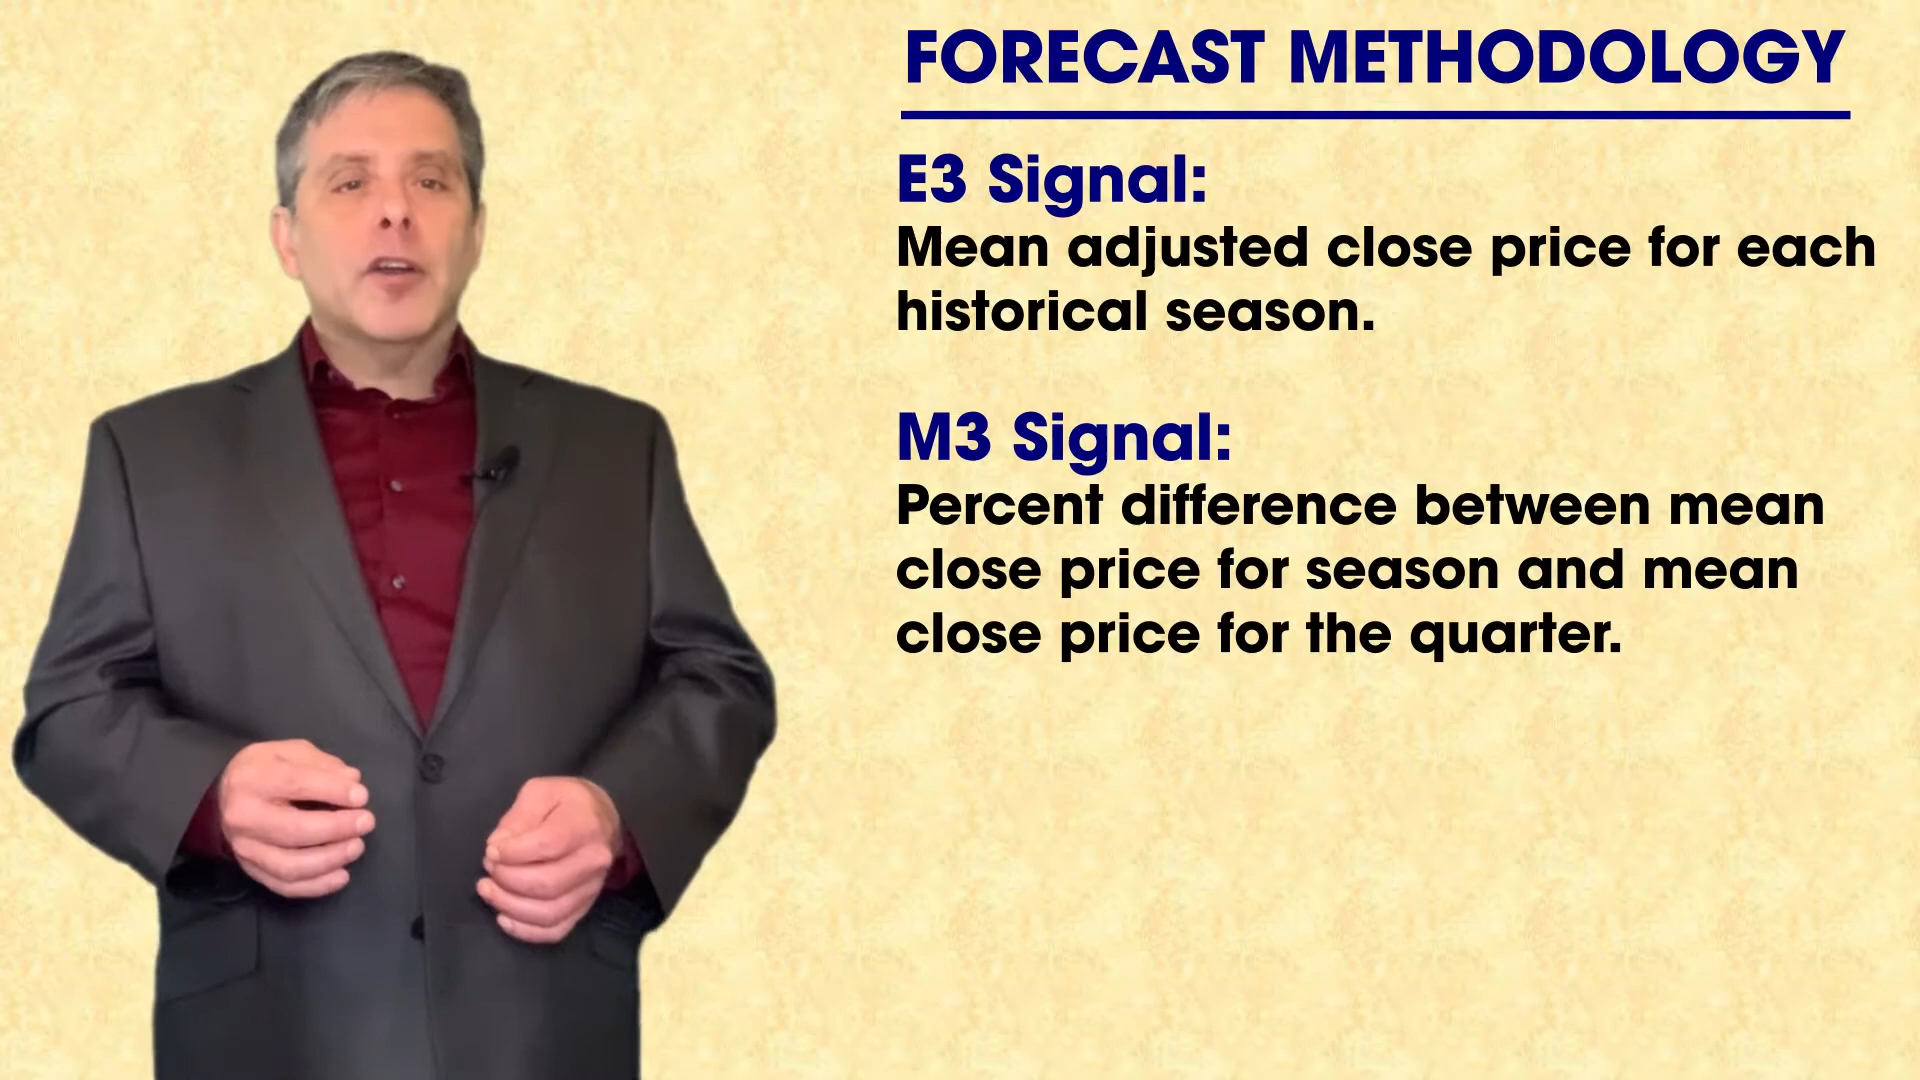 FORECAST METHODOLOGY
E3 Signal:
Mean adjusted close price for each
historical season.
M3 Signal:
Percent difference between mean
close price for season and mean
close price for the quarter.